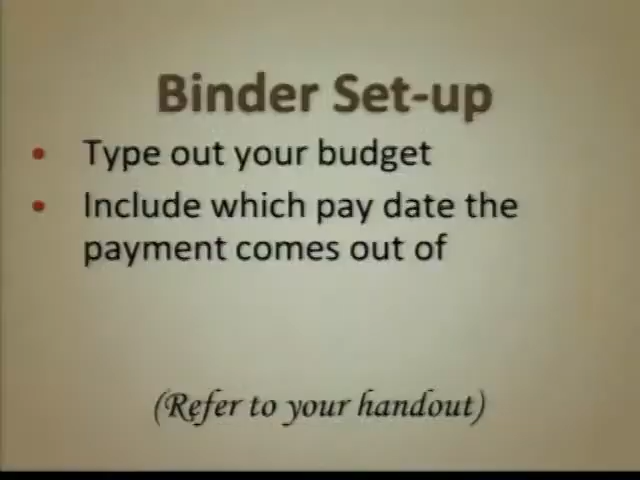 Binder Set-up
• Type out your budget
• Include which pay date the
payment comes out of
(Refer to your handout)